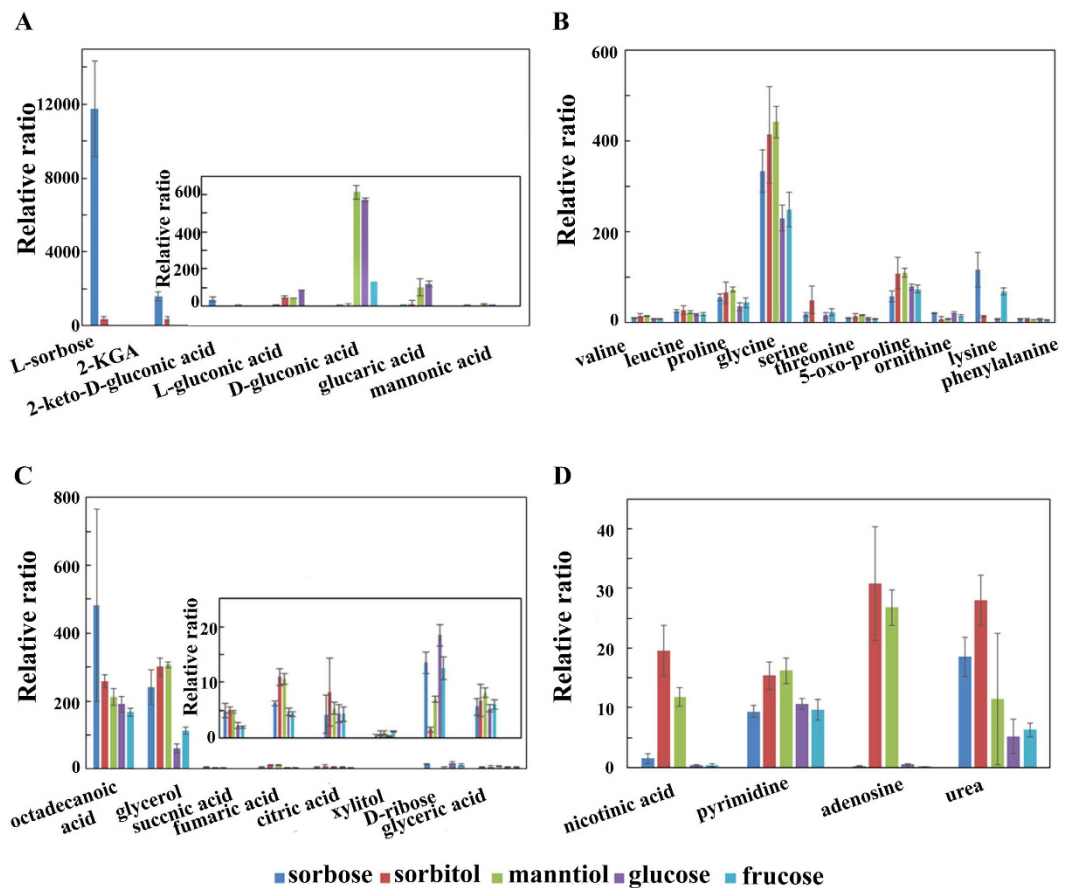 A
Relative ratio
12000
8000
4000
0
Relative ratio
600
400
200
0
L-sorbose
2-KGA
2-keto-D-gluconic acid
L-gluconic acid
D-gluconic acid
glucaric acid
mannonic acid
B
Relative ratio
600
400
200
0
valine
leucine
proline
glycine
serine
threonine
5-oxo-proline
ornithine
lysine
phenylalanine
C
Relative ratio
800
600
400
200
0
Relative ratio
20
10
0
octadecanoic
acid
glycerol
succnic acid
fumaric acid
citric acid
xylitol
D-ribose
glyceric acid
D
Relative ratio
40
30
20
10
0
nicotinic acid
pyrimidine
adenosine
urea
sorbose sorbitol manntiol glucose frucose